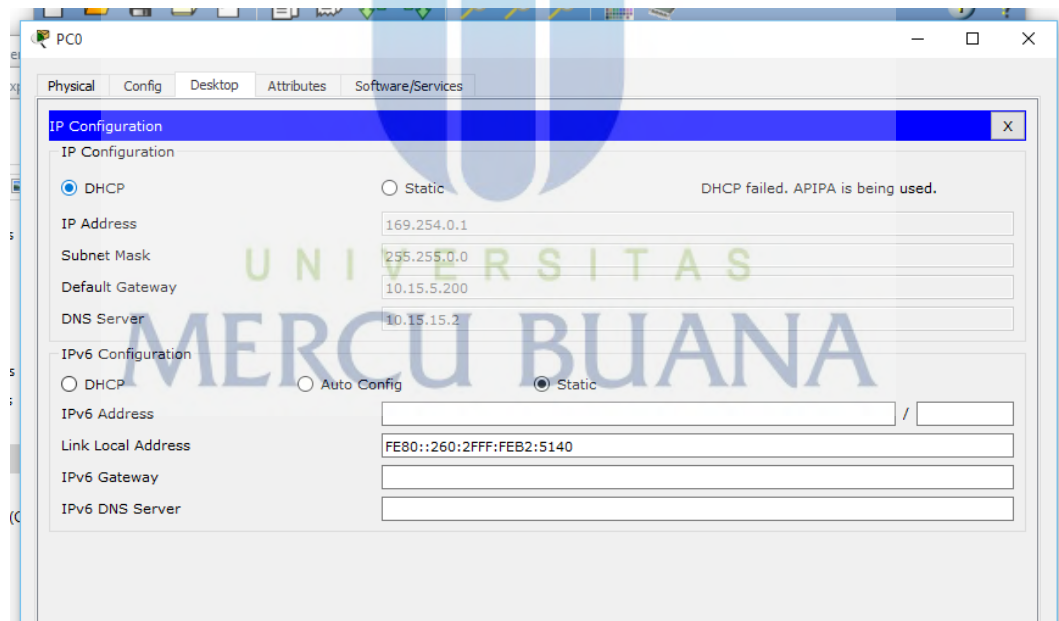 PC0
Physical Config Desktop Attributes Software/Services
IP Configuration X
IP Configuration
DHCP Static DHCP failed. APIPA is being used.
IP Address 169.254.0.1
Subnet Mask 255.255.0.0
UNIVERSITAS
Default Gateway 10.15.5.200
DNS Server 10.15.15.2
MERCU BUANA
IPv6 Configuration
DHCP Auto Config Static
IPv6 Address /
Link Local Address FE80::260:2FFF:FEB2:5140
IPv6 Gateway
IPv6 DNS Server